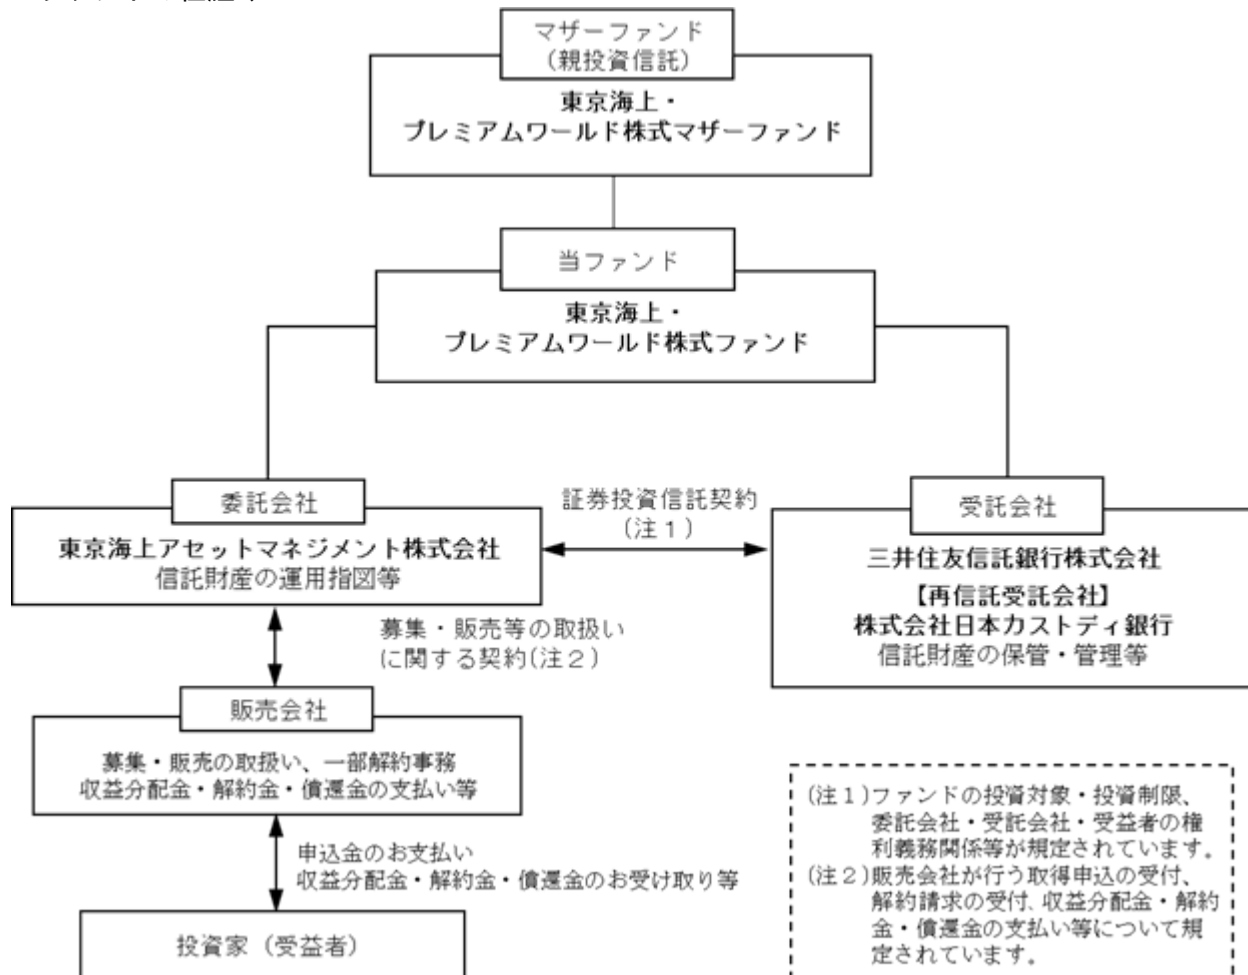 マザーファンド
(親投資信託)
東京海上・
プレミアムワールド株式マザーファンド
当ファンド
東京海上・
プレミアムワールド株式ファンド
委託会社
東京海上アセットマネジメント株式会社
信託財産の運用指図等
証券投資信託契約
(注1)
受託会社
三井住友信託銀行株式会社
【再信託受託会社】
株式会社日本カストディ銀行
信託財産の保管・管理等
募集・販売等の取扱い
に関する契約(注2)
販売会社
募集・販売の取扱い、一部解約事務
収益分配金・解約金・償還金の支払い等
申込金のお支払い
収益分配金・解約金・償還金のお受け取り等
投資家(受益者)
(注1)ファンドの投資対象・投資制限、
委託会社・受託会社・受益者の権
利義務関係等が規定されています。
(注2)販売会社が行う取得申込の受付、
解約請求の受付、収益分配金・解約
金・償還金の支払い等について規
定されています。